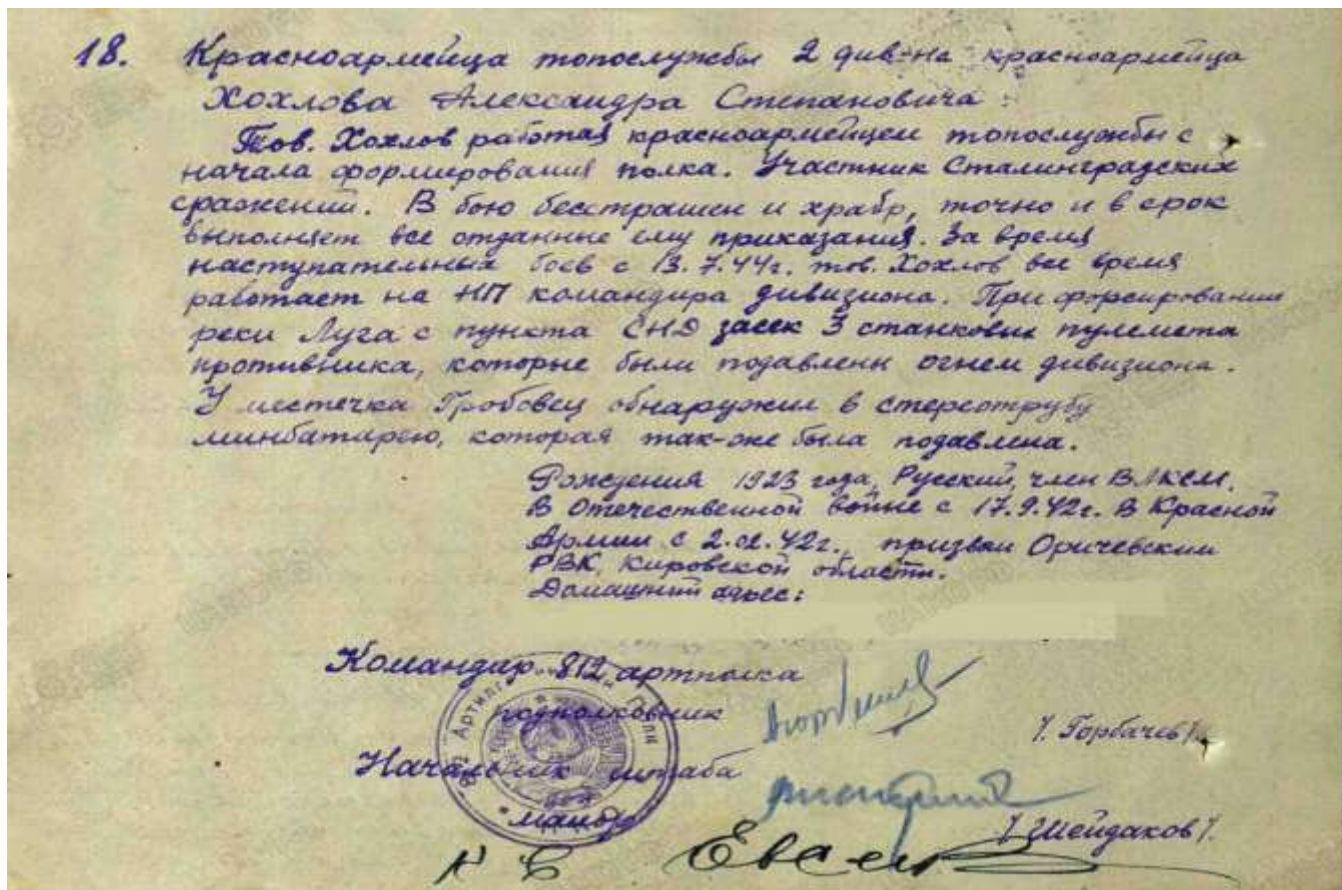 18. Красноармейца топослужбы 2 див-на красноармейца
Хохлова Александра Степановича:
Тов. Хохлов работая красноармейцем топослужбы с
начала формирования полка. Участник Сталинградских
сражений. В бою бесстрашен и храбр, точно и в срок
выполняет все отданные ему приказания. За время
наступательных боев с 13.7.44г. тов. Хохлов все время
работает на НП командира дивизиона. При форсировании
реки Луга с пункта СНД засек 3 станковых пулемета
противника, которые были подавлены огнем дивизиона.
У местечка Гробовец обнаружил в стереотрубу
минбатарею, которая так-же была подавлена.
Рождения 1923 года, Русский, член ВЛКСМ.
В Отечественной войне с 17.9.42г. В Красной
Армии с 2.02.42г., призван Оричевским
РВК, Кировской области.
Домашний адрес:
Командир 812 артполка
подполковник
/. Горбачев/.
Начальник штаба
майор
/. Шейдаков/.